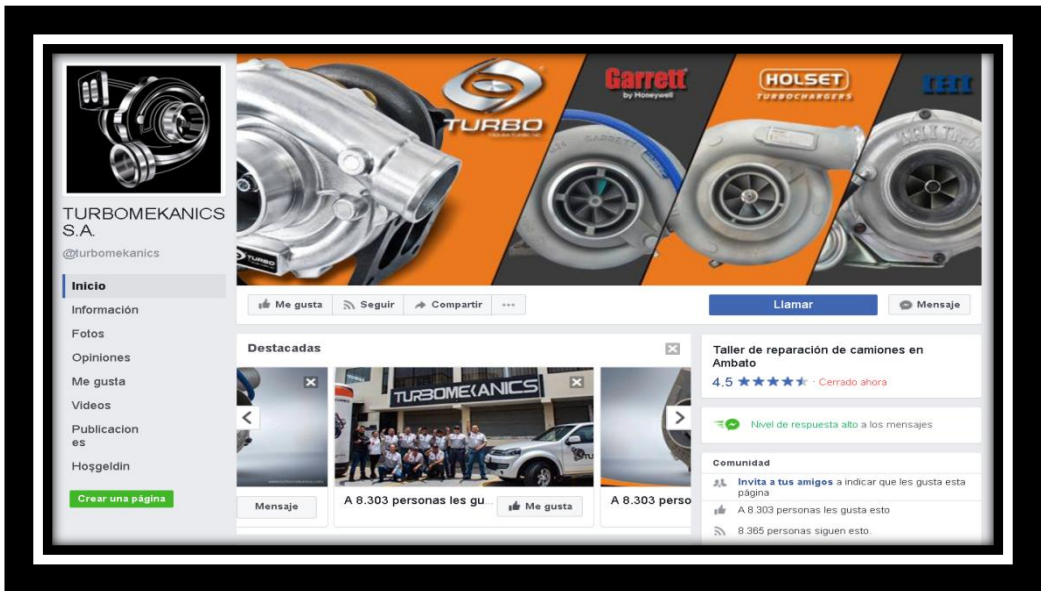 TURBO
Garrett
by Honeywell
HOLSET
TURBOCHARGERS
IHI
TURBO
TURBOMEKANICS
S.A.
@turbomekanics
Inicio
Información
Fotos
Opiniones
Me gusta
Videos
Publicacion
es
Hoşgeldin
Crear una página
Me gusta
Seguir
Compartir
Llamar
Mensaje
Destacadas
TURBOMEKANICS
Mensaje
A 8.303 personas les gu...
Me gusta
A 8.303 perso
Taller de reparación de camiones en
Ambato
4.5 ★★★★★ · Cerrado ahora
Nivel de respuesta alto a los mensajes
Comunidad
Invita a tus amigos a indicar que les gusta esta
página
A 8.303 personas les gusta esto
8.365 personas siguen esto.